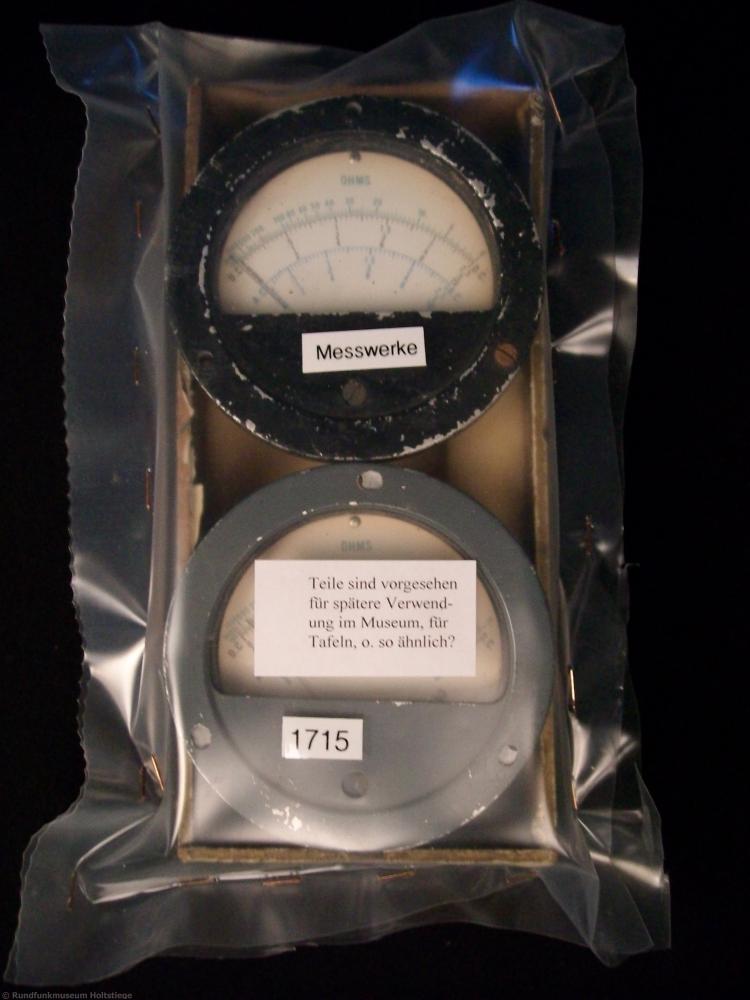 OHMS
Messwerke
OHMS
Teile sind vorgesehen
für spätere Verwend-
ung im Museum, für
Tafeln, o. so ähnlich?
1715
© Rundfunkmuseum Holtstiege